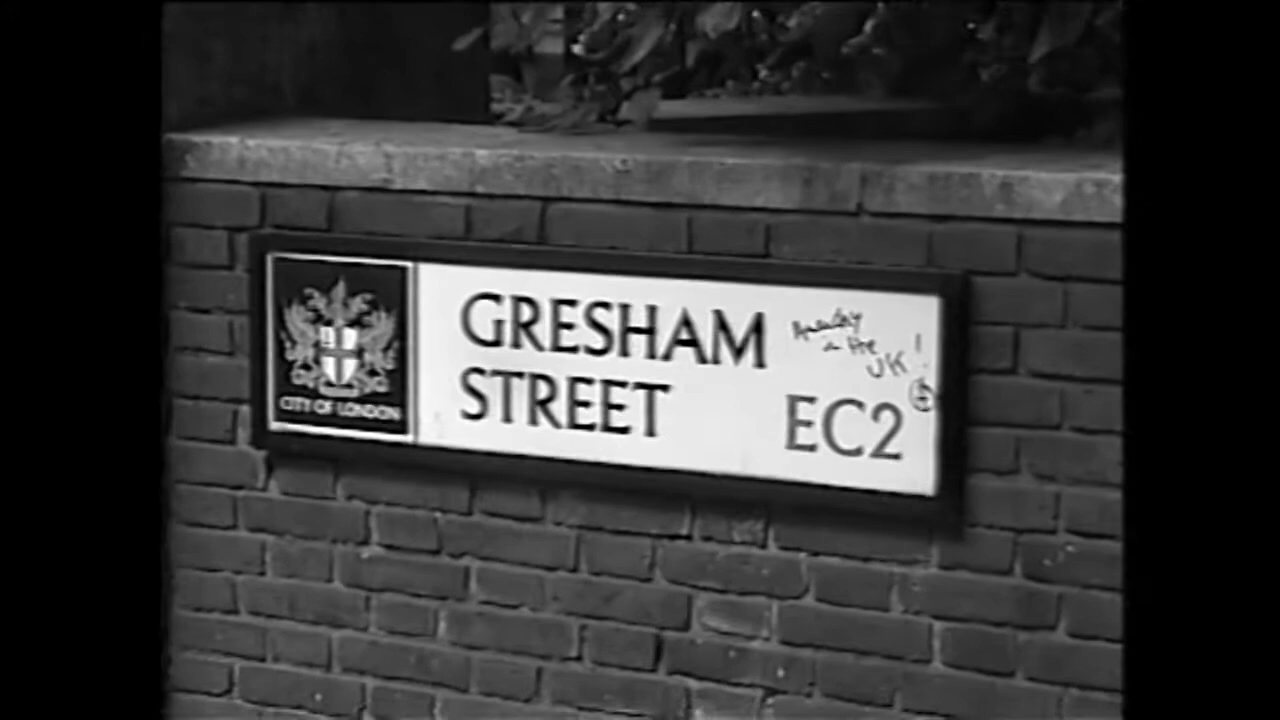 CITY OF LONDON
GRESHAM
STREET
EC2
Anarchy
in the
UK!